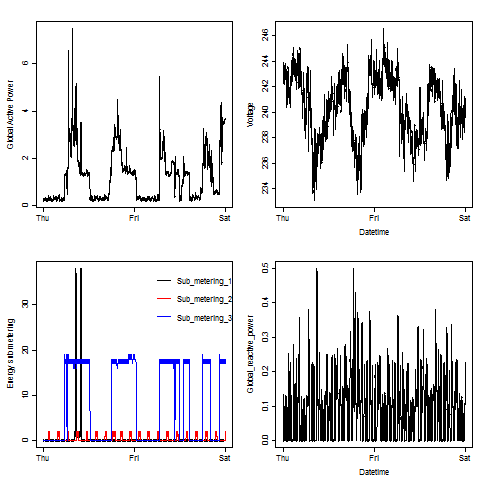 Global Active Power
0 2 4 6
Thu Fri Sat
Voltage
234 236 238 240 242 244 246
Thu Fri Sat
Datetime
Energy sub metering
0 10 20 30
Sub_metering_1
Sub_metering_2
Sub_metering_3
Thu Fri Sat
Global_reactive_power
0.0 0.1 0.2 0.3 0.4 0.5
Thu Fri Sat
Datetime